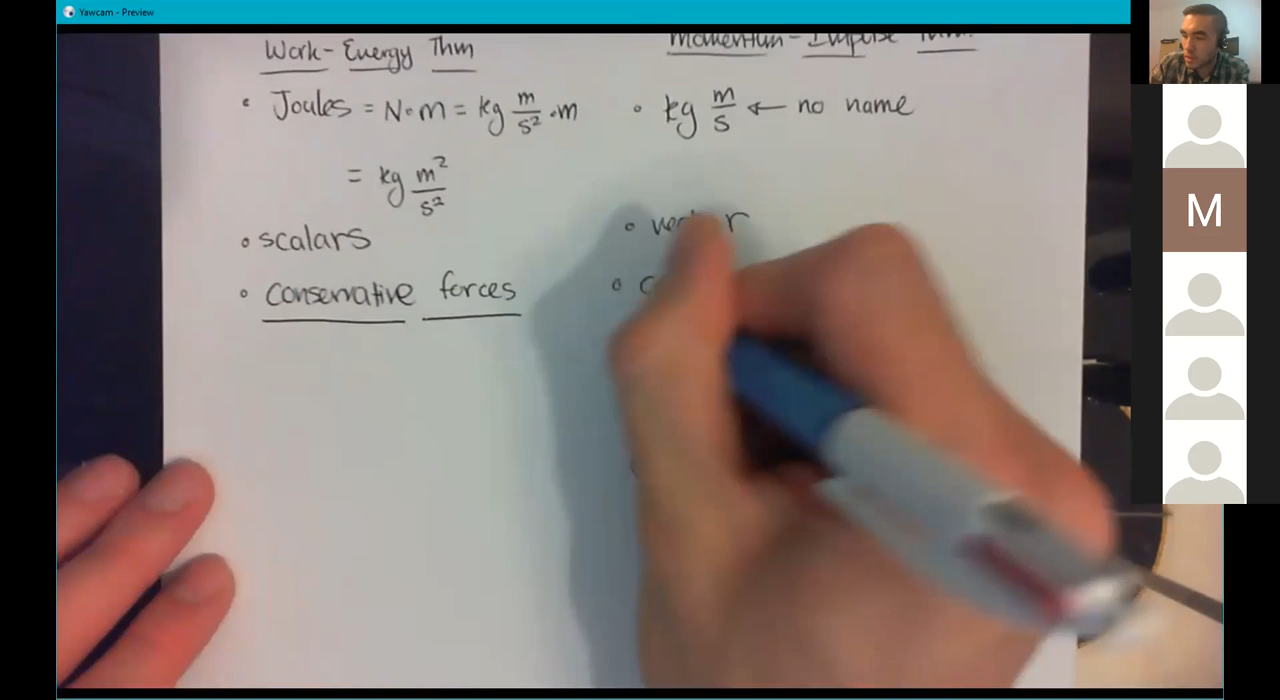 Yawcam - Preview
Work - Energy Thm
• Joules = N·m = kg m/s² ·m
= kg m²/s²
• scalars
• conservative forces
Momentum - Impulse Thm
• kg m/s ← no name
•
• c
M